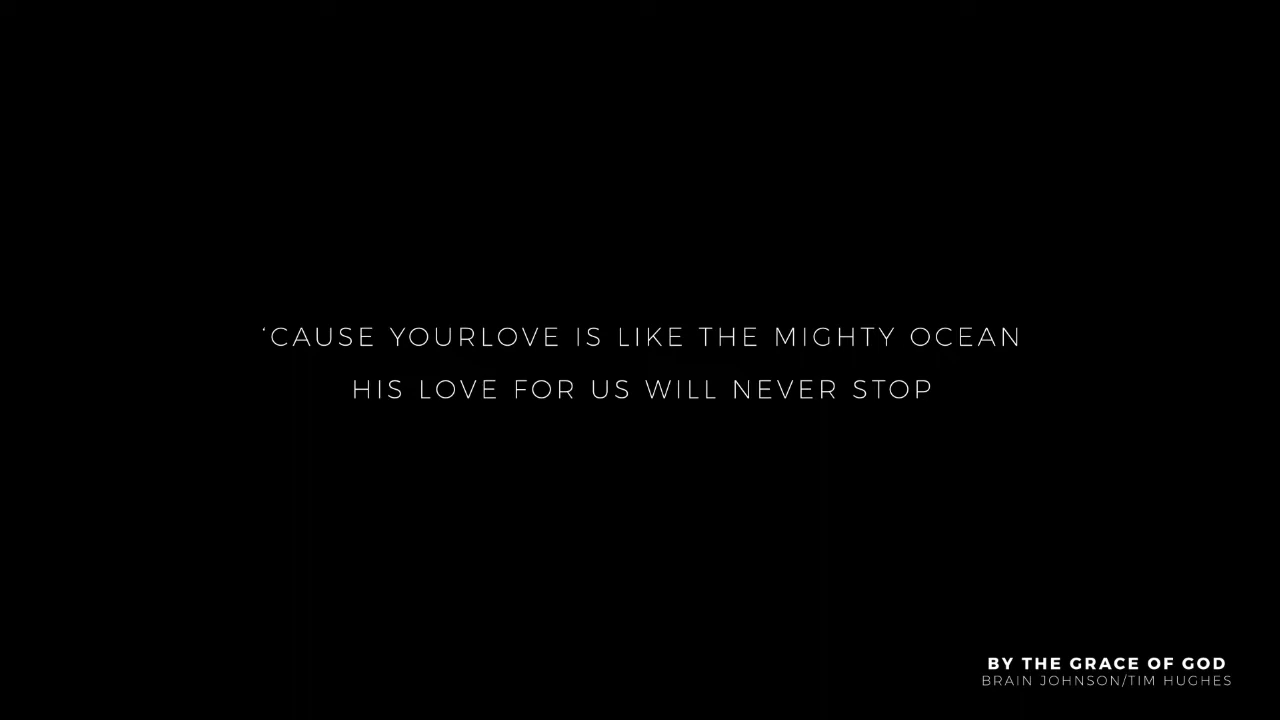 ‘CAUSE YOURLOVE IS LIKE THE MIGHTY OCEAN
HIS LOVE FOR US WILL NEVER STOP
BY THE GRACE OF GOD
BRAIN JOHNSON/TIM HUGHES